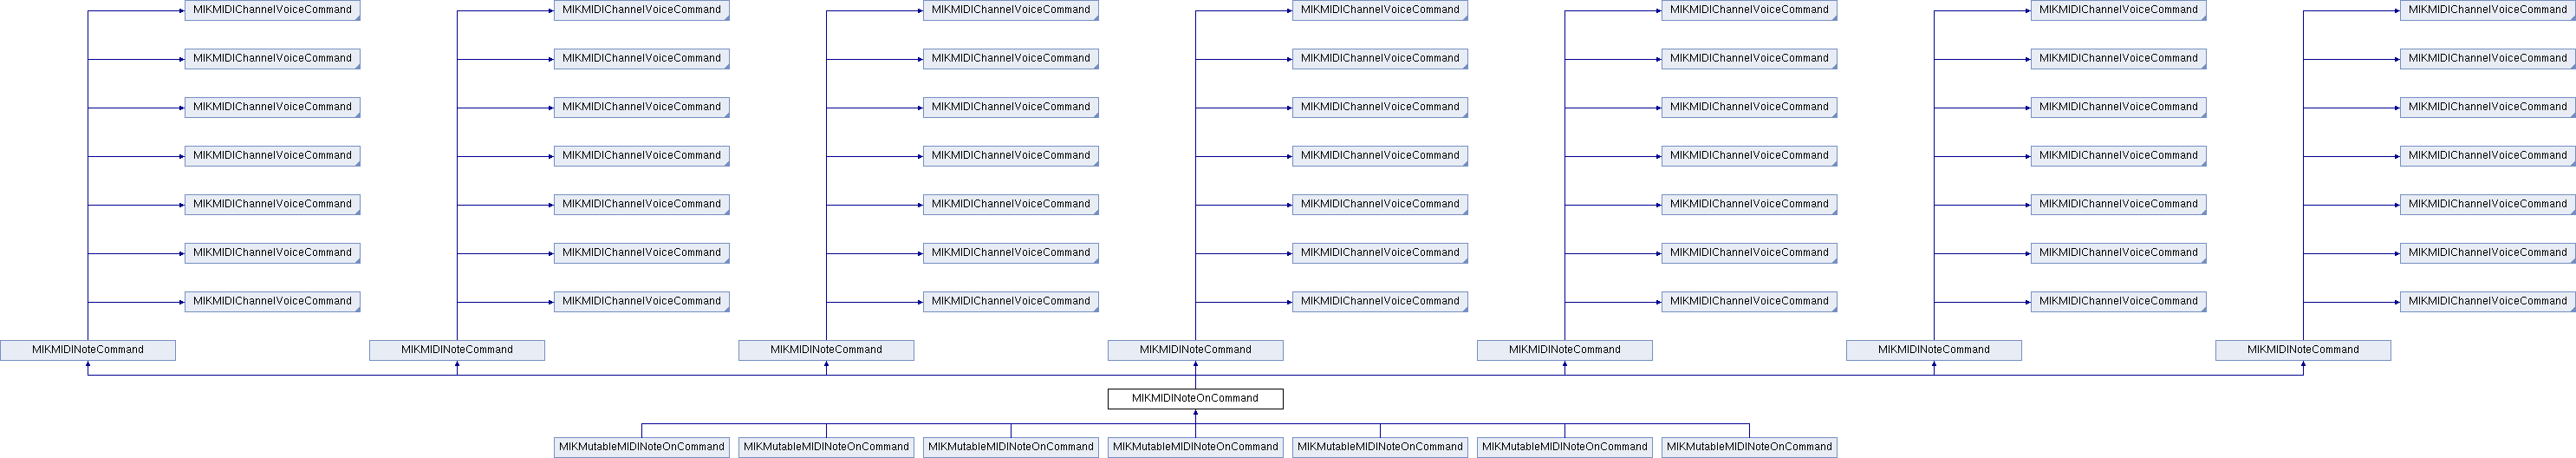 MIKMIDIChannelVoiceCommand MIKMIDIChannelVoiceCommand MIKMIDIChannelVoiceCommand MIKMIDIChannelVoiceCommand MIKMIDIChannelVoiceCommand MIKMIDIChannelVoiceCommand MIKMIDIChannelVoiceCommand
MIKMIDIChannelVoiceCommand MIKMIDIChannelVoiceCommand MIKMIDIChannelVoiceCommand MIKMIDIChannelVoiceCommand MIKMIDIChannelVoiceCommand MIKMIDIChannelVoiceCommand MIKMIDIChannelVoiceCommand
MIKMIDIChannelVoiceCommand MIKMIDIChannelVoiceCommand MIKMIDIChannelVoiceCommand MIKMIDIChannelVoiceCommand MIKMIDIChannelVoiceCommand MIKMIDIChannelVoiceCommand MIKMIDIChannelVoiceCommand
MIKMIDIChannelVoiceCommand MIKMIDIChannelVoiceCommand MIKMIDIChannelVoiceCommand MIKMIDIChannelVoiceCommand MIKMIDIChannelVoiceCommand MIKMIDIChannelVoiceCommand MIKMIDIChannelVoiceCommand
MIKMIDIChannelVoiceCommand MIKMIDIChannelVoiceCommand MIKMIDIChannelVoiceCommand MIKMIDIChannelVoiceCommand MIKMIDIChannelVoiceCommand MIKMIDIChannelVoiceCommand MIKMIDIChannelVoiceCommand
MIKMIDIChannelVoiceCommand MIKMIDIChannelVoiceCommand MIKMIDIChannelVoiceCommand MIKMIDIChannelVoiceCommand MIKMIDIChannelVoiceCommand MIKMIDIChannelVoiceCommand MIKMIDIChannelVoiceCommand
MIKMIDIChannelVoiceCommand MIKMIDIChannelVoiceCommand MIKMIDIChannelVoiceCommand MIKMIDIChannelVoiceCommand MIKMIDIChannelVoiceCommand MIKMIDIChannelVoiceCommand MIKMIDIChannelVoiceCommand
MIKMIDINoteCommand MIKMIDINoteCommand MIKMIDINoteCommand MIKMIDINoteCommand MIKMIDINoteCommand MIKMIDINoteCommand MIKMIDINoteCommand
MIKMIDINoteOnCommand
MIKMutableMIDINoteOnCommand MIKMutableMIDINoteOnCommand MIKMutableMIDINoteOnCommand MIKMutableMIDINoteOnCommand MIKMutableMIDINoteOnCommand MIKMutableMIDINoteOnCommand MIKMutableMIDINoteOnCommand